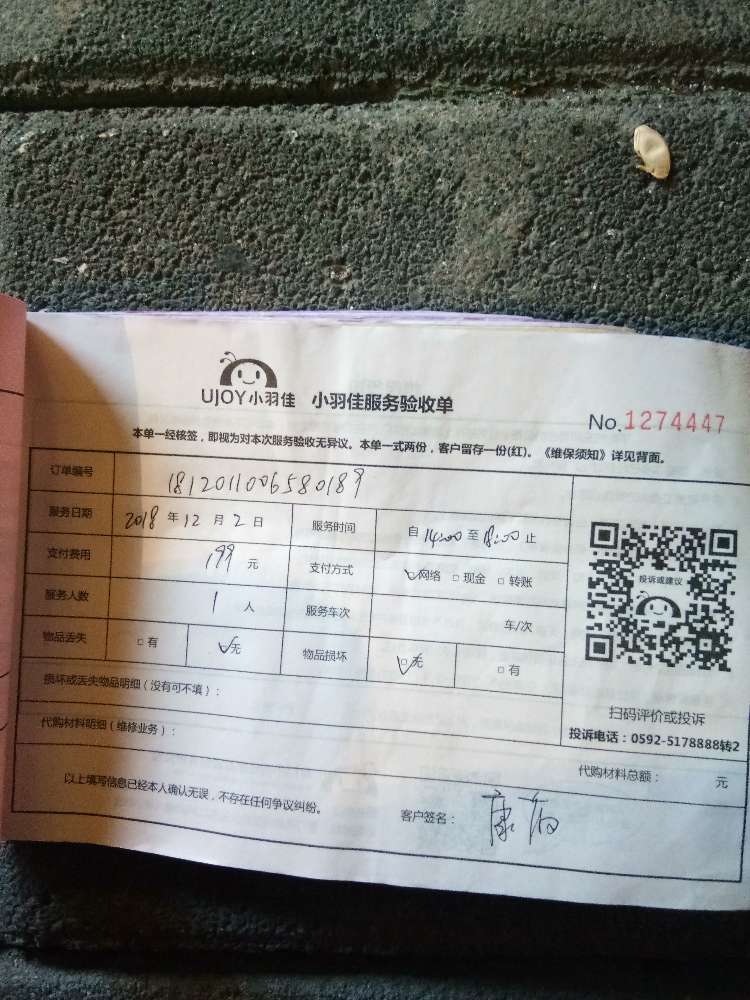 UJOY小羽佳 小羽佳服务验收单
No.1274447
本单一经核签，即视为对本次服务验收无异议。本单一式两份，客户留存一份(红)。《维保须知》详见背面。
订单编号 181201100658018９
服务日期 2018 年 12 月 2 日 服务时间 自 14:00 至 18:00 止
支付费用 199 元 支付方式 网络 □ 现金 □ 转账
服务人数 1 人 服务车次 车/次
物品丢失 □ 有 无 物品损坏 □ 无 □ 有
投诉或建议
损坏或丢失物品明细（没有可不填）：
扫码评价或投诉
代购材料明细（维修业务）：
投诉电话：0592-5178888转2
代购材料总额： 元
以上填写信息已经本人确认无误，不存在任何争议纠纷。 客户签名： 康